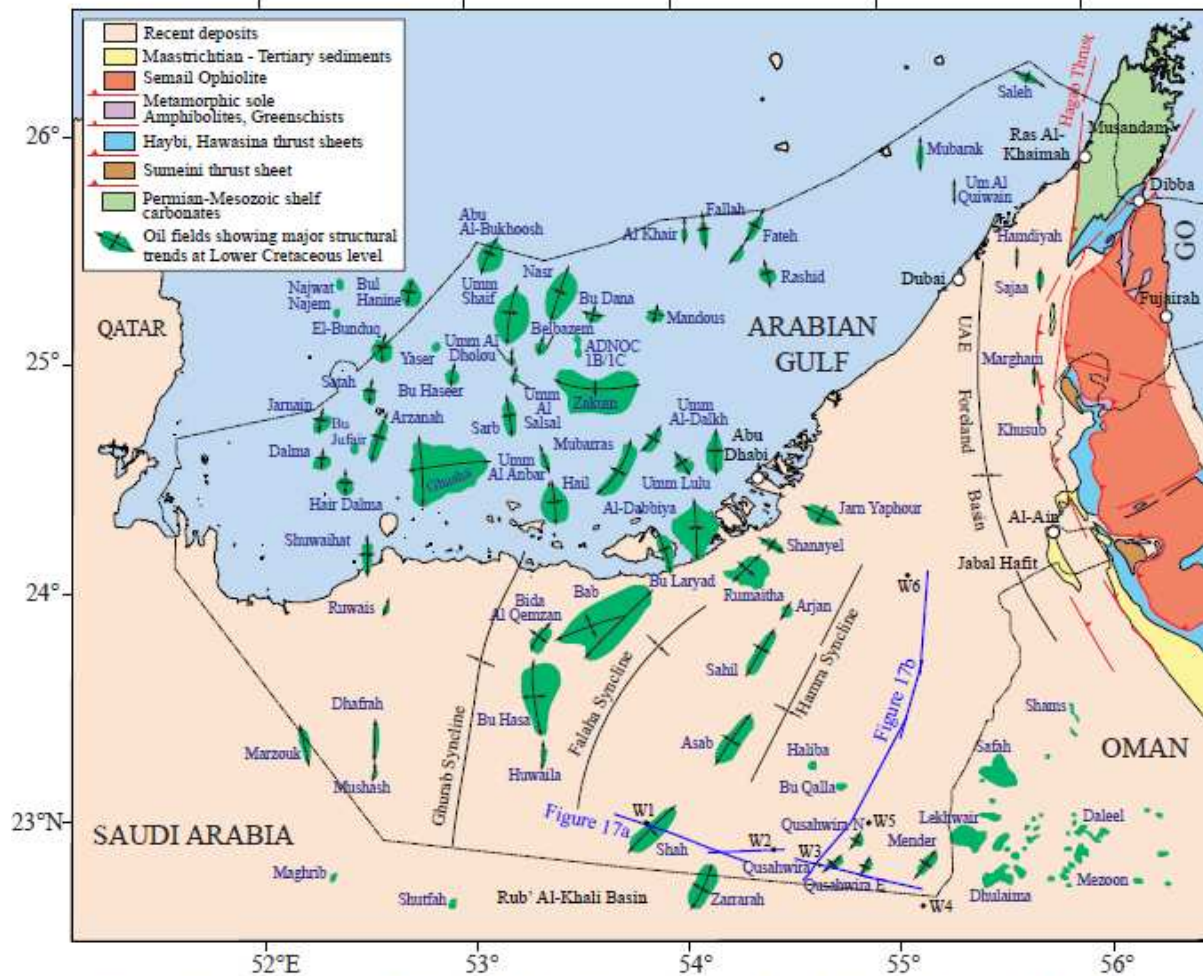 Recent deposits
Maastrichtian - Tertiary sediments
Semail Ophiolite
Metamorphic sole
Amphibolites, Greenschists
Haybi, Hawasina thrust sheets
Sumeini thrust sheet
Permian-Mesozoic shelf
carbonates
Oil fields showing major structural
trends at Lower Cretaceous level
26°
25°
24°
23°N
52°E
53°
54°
55°
56°
QATAR
SAUDI ARABIA
OMAN
GO
ARABIAN
GULF
Hagab Thrust
Saleh
Musandam
Ras Al-
Khaimah
Mubarak
Dibba
Um Al
Quiwain
Fallah
Abu
Al-Bukhoosh
Al Khair
Fateh
Hamdiyah
Nasr
Rashid
Dubai
Sajaa
Najwat
Najem
Bul
Hanine
Umm
Shaif
Bu Dana
Fujairah
El-Bunduq
Belbazem
Mandous
Yaser
Umm Al
Dholou
ADNOC
1B/1C
UAE Foreland Basin
Margham
Satah
Bu Haseer
Zakum
Jarnain
Arzanah
Umm
Al
Salsal
Umm
Al-Dalkh
Bu
Jufair
Sarb
Mubarras
Abu
Dhabi
Khusub
Dalma
Ghasha
Umm
Al Anbar
Hail
Umm Lulu
Hair Dalma
Al-Dabbiya
Jarn Yaphour
Al-Ain
Shuwaihat
Shanayel
Jabal Hafit
Bu Laryad
Ruwais
Bida
Al Qemzan
Bab
Rumaitha
W6
Arjan
Sahil
Hamra Syncline
Figure 17b
Falaha Syncline
Dhafrah
Bu Hasa
Ghurab Syncline
Shams
Marzouk
Asab
Haliba
Safah
Mushash
Huwaila
Bu Qalla
Figure 17a
W1
Qusahwira N
W5
Lekhwair
Daleel
Shah
W2
W3
Mender
Qusahwira
Maghrib
Qusahwira E
Mezoon
Shutfah
Rub' Al-Khali Basin
Zarrarah
W4
Dhulaima